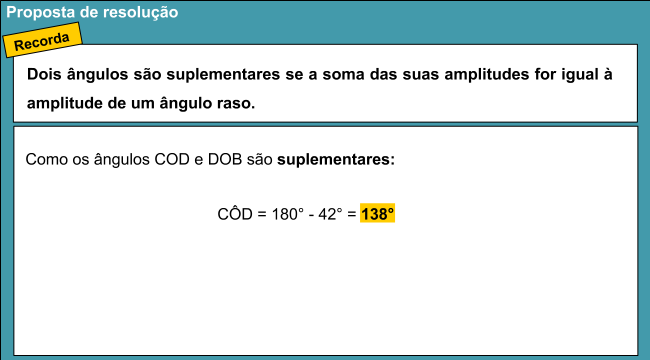 Proposta de resolução
Recorda
Dois ângulos são suplementares se a soma das suas amplitudes for igual à
amplitude de um ângulo raso.
Como os ângulos COD e DOB são suplementares:
CÔD = 180° - 42° = 138°